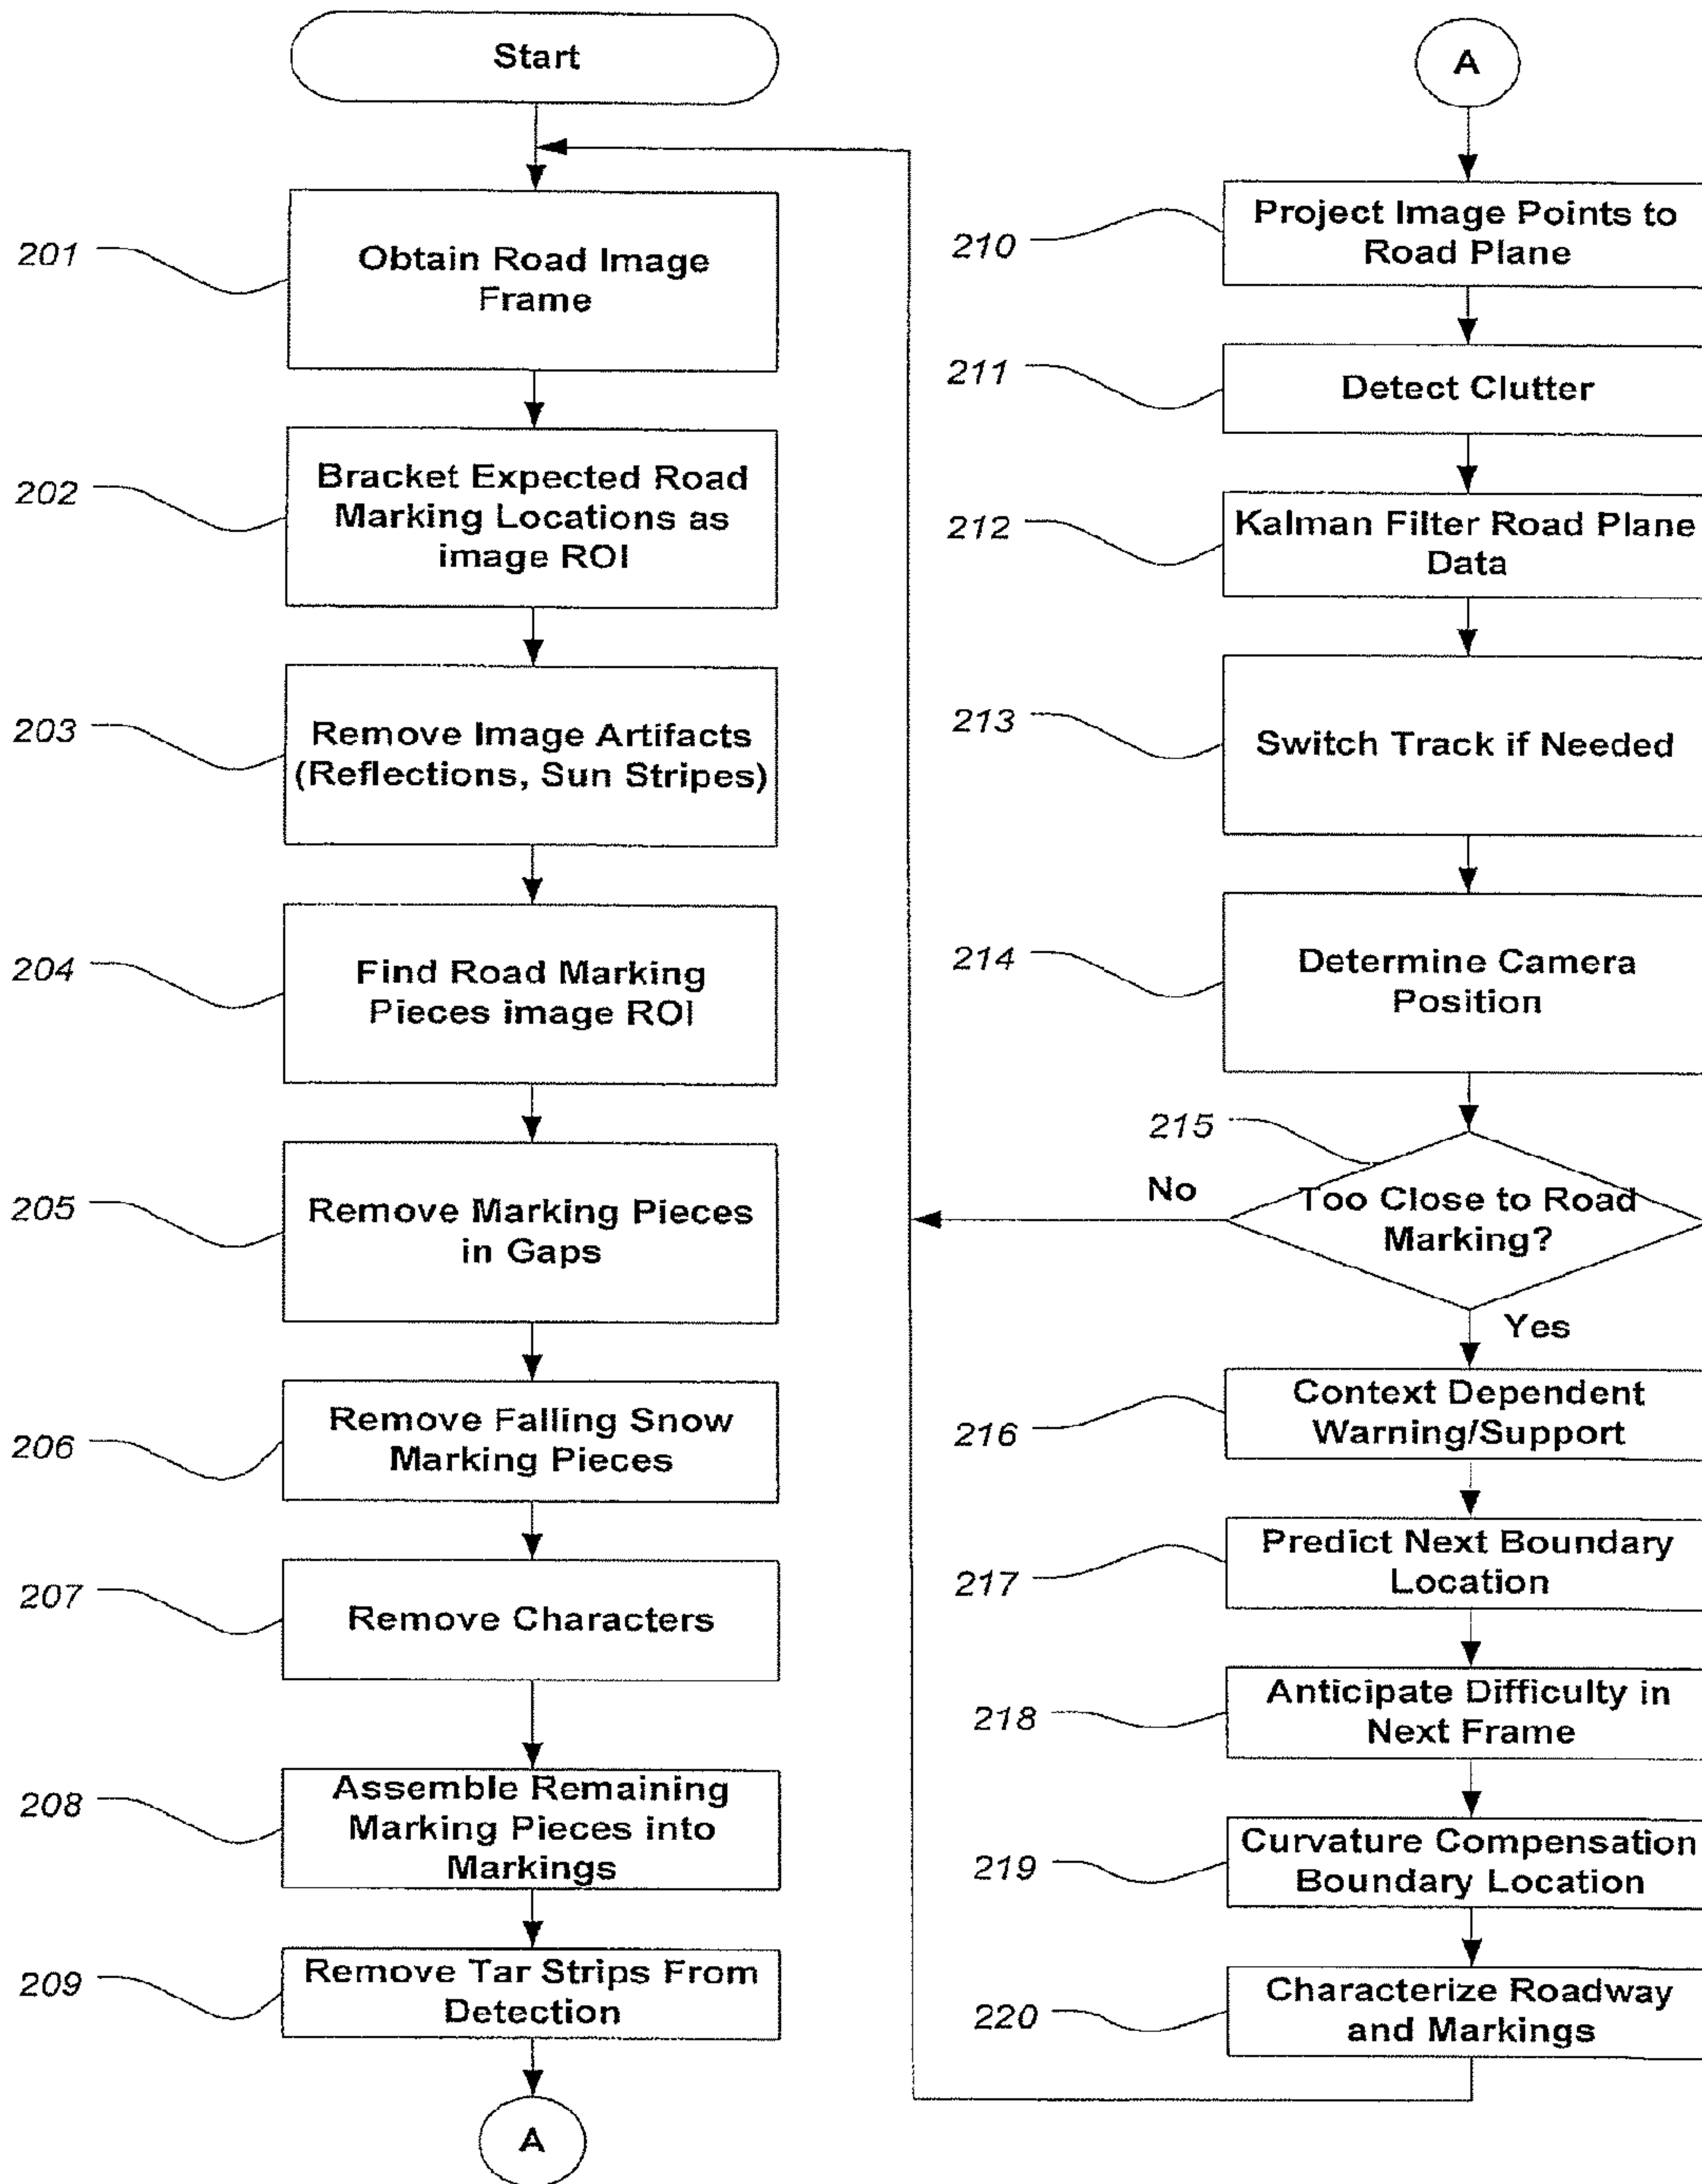 Start
201
Obtain Road Image
Frame
202
Bracket Expected Road
Marking Locations as
image ROI
203
Remove Image Artifacts
(Reflections, Sun Stripes)
204
Find Road Marking
Pieces image ROI
205
Remove Marking Pieces
in Gaps
206
Remove Falling Snow
Marking Pieces
207
Remove Characters
208
Assemble Remaining
Marking Pieces into
Markings
209
Remove Tar Strips From
Detection
A
A
210
Project Image Points to
Road Plane
211
Detect Clutter
212
Kalman Filter Road Plane
Data
213
Switch Track if Needed
214
Determine Camera
Position
215
No
Too Close to Road
Marking?
Yes
216
Context Dependent
Warning/Support
217
Predict Next Boundary
Location
218
Anticipate Difficulty in
Next Frame
219
Curvature Compensation
Boundary Location
220
Characterize Roadway
and Markings